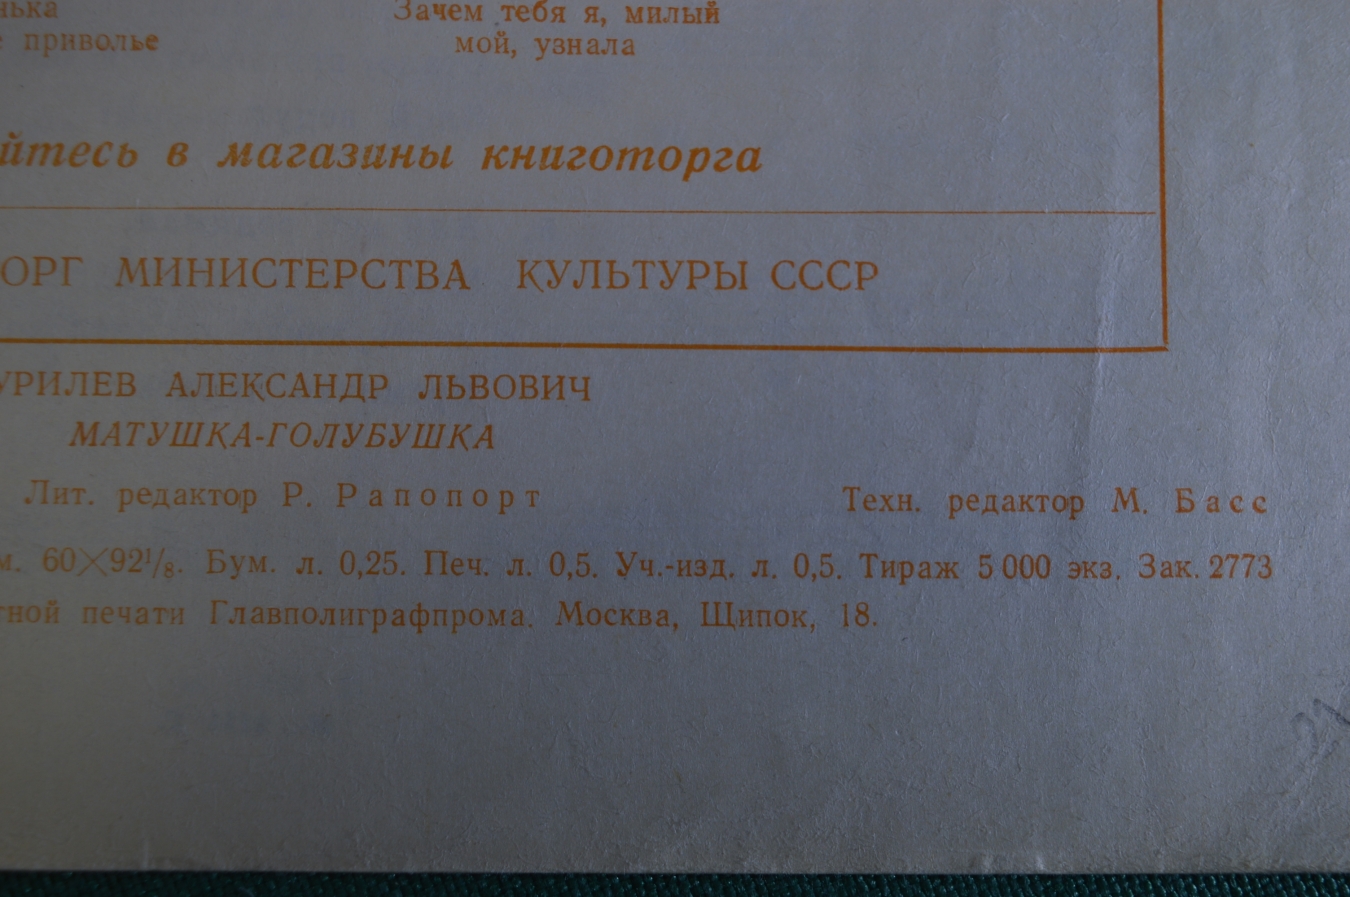 нька Зачем тебя я, милый
е приволье мой, узнала
йтесь в магазины книготорга
ОРГ МИНИСТЕРСТВА КУЛЬТУРЫ СССР
УРИЛЕВ АЛЕКСАНДР ЛЬВОВИЧ
МАТУШКА-ГОЛУБУШКА
Лит. редактор Р. Рапопорт Техн. редактор М. Басс
м. 60×92¹/₈. Бум. л. 0,25. Печ. л. 0,5. Уч.-изд. л. 0,5. Тираж 5 000 экз. Зак. 2773
тной печати Главполиграфпрома. Москва, Щипок, 18.